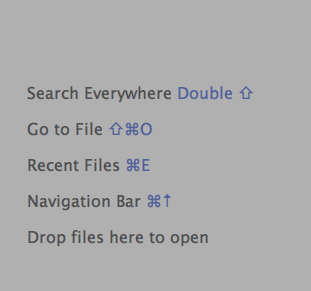 Search Everywhere Double ⇧
Go to File ⇧⌘O
Recent Files ⌘E
Navigation Bar ⌘↑
Drop files here to open